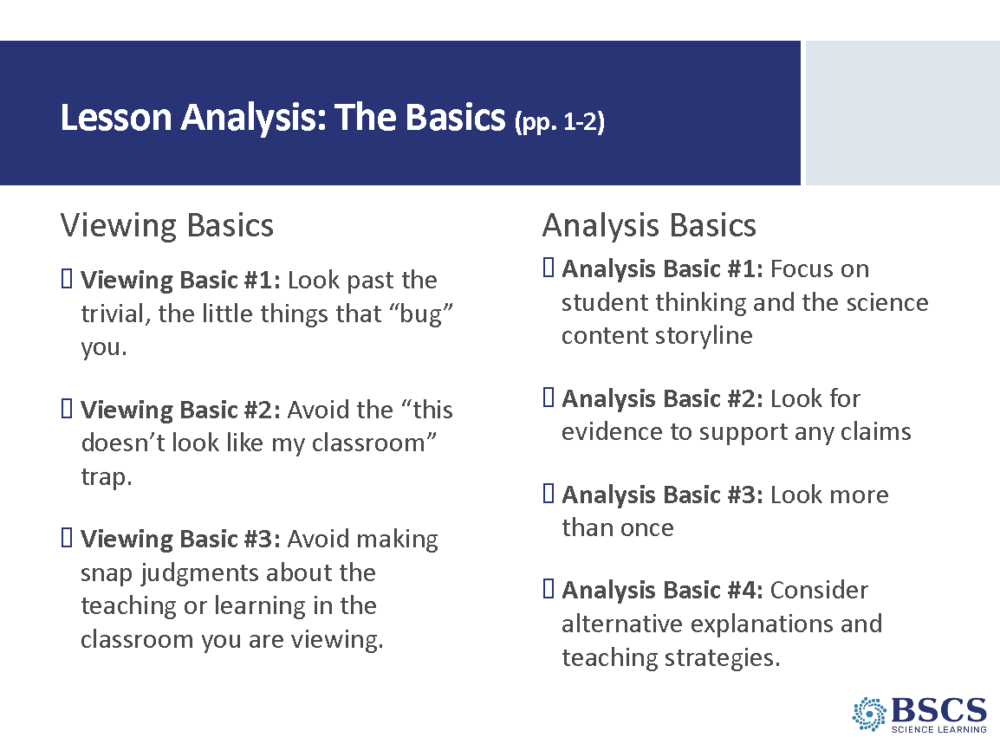 Lesson Analysis: The Basics (pp. 1-2)
Viewing Basics
Viewing Basic #1: Look past the
trivial, the little things that “bug”
you.
Viewing Basic #2: Avoid the “this
doesn’t look like my classroom”
trap.
Viewing Basic #3: Avoid making
snap judgments about the
teaching or learning in the
classroom you are viewing.
Analysis Basics
Analysis Basic #1: Focus on
student thinking and the science
content storyline
Analysis Basic #2: Look for
evidence to support any claims
Analysis Basic #3: Look more
than once
Analysis Basic #4: Consider
alternative explanations and
teaching strategies.
BSCS
SCIENCE LEARNING